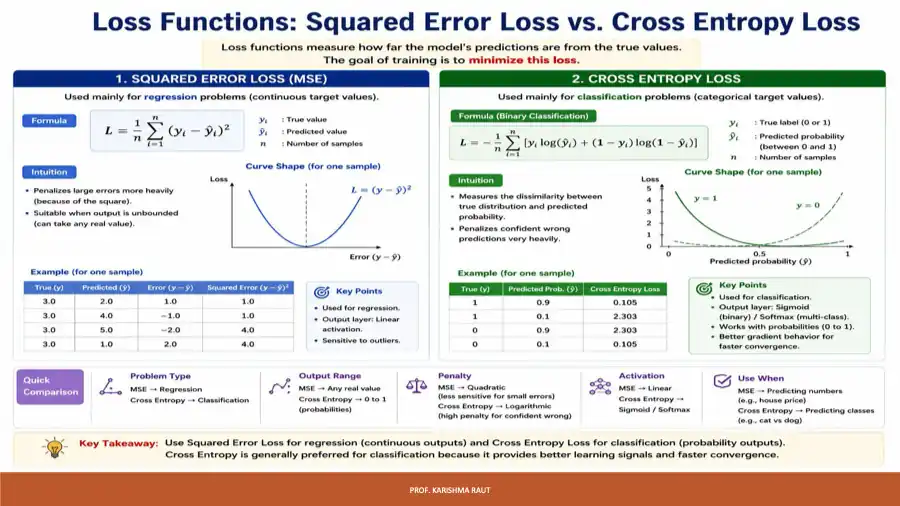 Loss Functions: Squared Error Loss vs. Cross Entropy Loss
Loss functions measure how far the model's predictions are from the true values.
The goal of training is to minimize this loss.
1. SQUARED ERROR LOSS (MSE)
Used mainly for regression problems (continuous target values).
Formula
L = 1/n Σ_{i=1}^{n} (y_i − ŷ_i)²
y_i : True value
ŷ_i : Predicted value
n : Number of samples
Intuition
• Penalizes large errors more heavily
(because of the square).
• Suitable when output is unbounded
(can take any real value).
Curve Shape (for one sample)
Loss
L = (y − ŷ)²
Error (y − ŷ)
Example (for one sample)
True (y) Predicted (ŷ) Error (y − ŷ) Squared Error (y − ŷ)²
3.0 2.0 1.0 1.0
3.0 4.0 −1.0 1.0
3.0 5.0 −2.0 4.0
3.0 1.0 2.0 4.0
Key Points
• Used for regression.
• Output layer: Linear
activation.
• Sensitive to outliers.
2. CROSS ENTROPY LOSS
Used mainly for classification problems (categorical target values).
Formula (Binary Classification)
L = − 1/n Σ_{i=1}^{n} [y_i log(ŷ_i) + (1 − y_i) log(1 − ŷ_i)]
y_i : True label (0 or 1)
ŷ_i : Predicted probability
(between 0 and 1)
n : Number of samples
Intuition
• Measures the dissimilarity between
true distribution and predicted
probability.
• Penalizes confident wrong
predictions very heavily.
Curve Shape (for one sample)
Loss
5
4
3
2
1
0
y = 1
y = 0
0 0.5 1
Predicted probability (ŷ)
Example (for one sample)
True (y) Predicted Prob. (ŷ) Cross Entropy Loss
1 0.9 0.105
1 0.1 2.303
0 0.9 2.303
0 0.1 0.105
Key Points
• Used for classification.
• Output layer: Sigmoid
(binary) / Softmax (multi-class).
• Works with probabilities (0 to 1).
• Better gradient behavior for
faster convergence.
Quick
Comparison
Problem Type
MSE → Regression
Cross Entropy → Classification
Output Range
MSE → Any real value
Cross Entropy → 0 to 1
(probabilities)
Penalty
MSE → Quadratic
(less sensitive for small errors)
Cross Entropy → Logarithmic
(high penalty for confident wrong)
Activation
MSE → Linear
Cross Entropy →
Sigmoid / Softmax
Use When
MSE → Predicting numbers
(e.g., house price)
Cross Entropy → Predicting classes
(e.g., cat vs dog)
Key Takeaway: Use Squared Error Loss for regression (continuous outputs) and Cross Entropy Loss for classification (probability outputs).
Cross Entropy is generally preferred for classification because it provides better learning signals and faster convergence.
PROF. KARISHMA RAUT